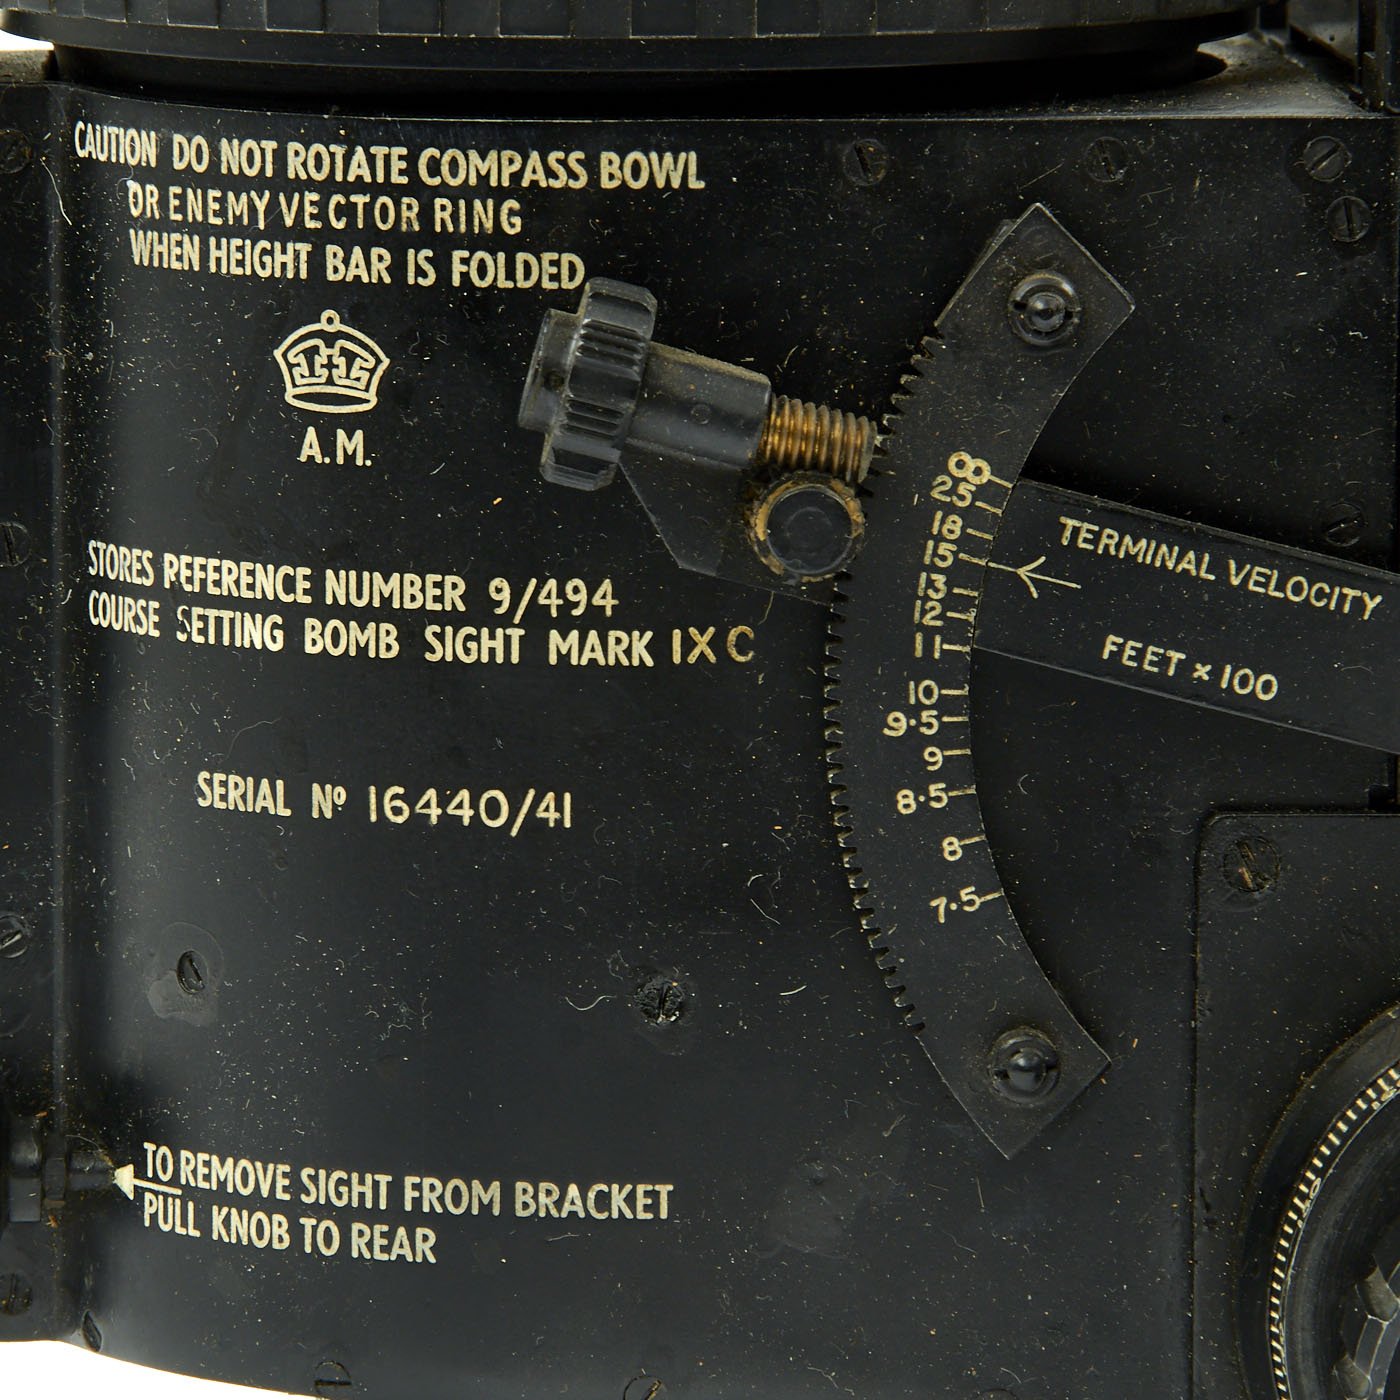 CAUTION DO NOT ROTATE COMPASS BOWL
OR ENEMY VECTOR RING
WHEN HEIGHT BAR IS FOLDED
A.M.
STORES REFERENCE NUMBER 9/494
COURSE SETTING BOMB SIGHT MARK IX C
SERIAL Nº 16440/41
TO REMOVE SIGHT FROM BRACKET
PULL KNOB TO REAR
∞
25
18
15
13
12
11
10
9·5
9
8·5
8
7·5
TERMINAL VELOCITY
FEET × 100